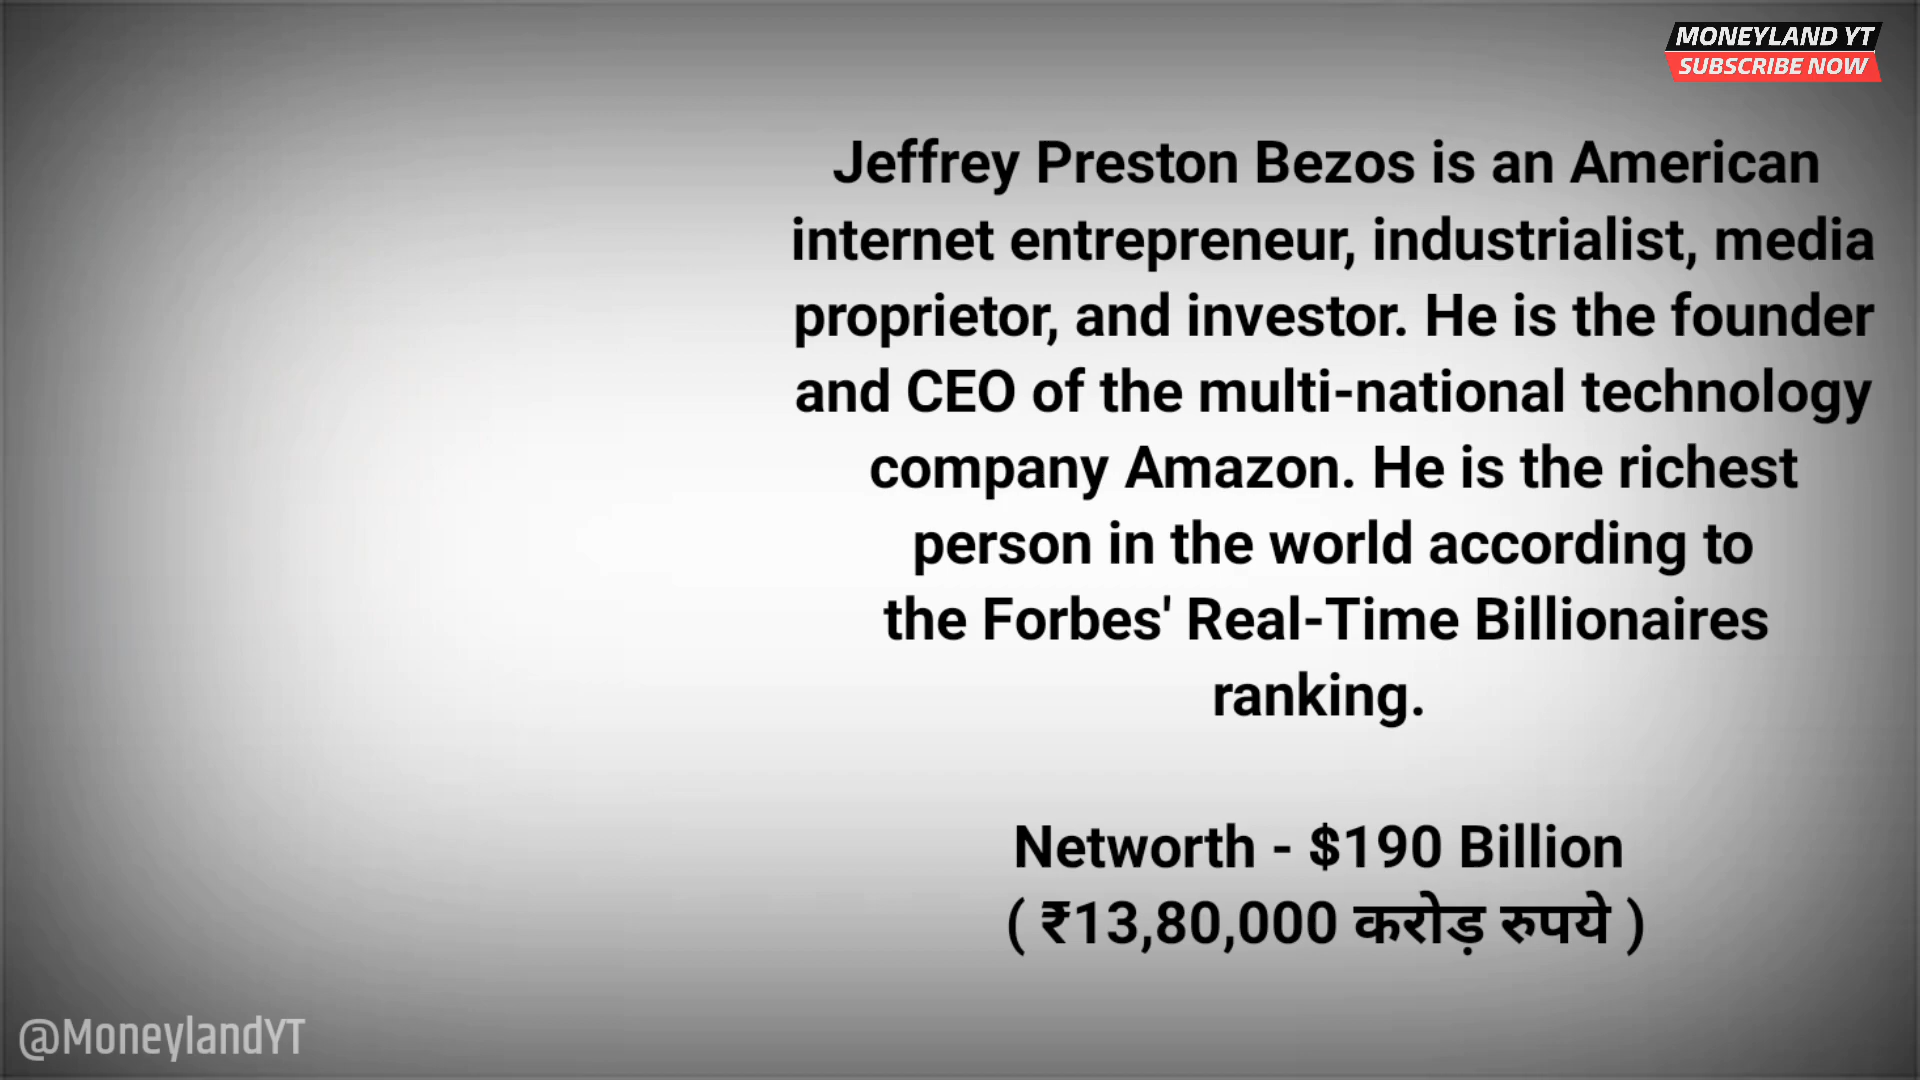 MONEYLAND YT
SUBSCRIBE NOW
Jeffrey Preston Bezos is an American
internet entrepreneur, industrialist, media
proprietor, and investor. He is the founder
and CEO of the multi-national technology
company Amazon. He is the richest
person in the world according to
the Forbes' Real-Time Billionaires
ranking.
Networth - $190 Billion
( ₹13,80,000 करोड़ रुपये )
@MoneylandYT